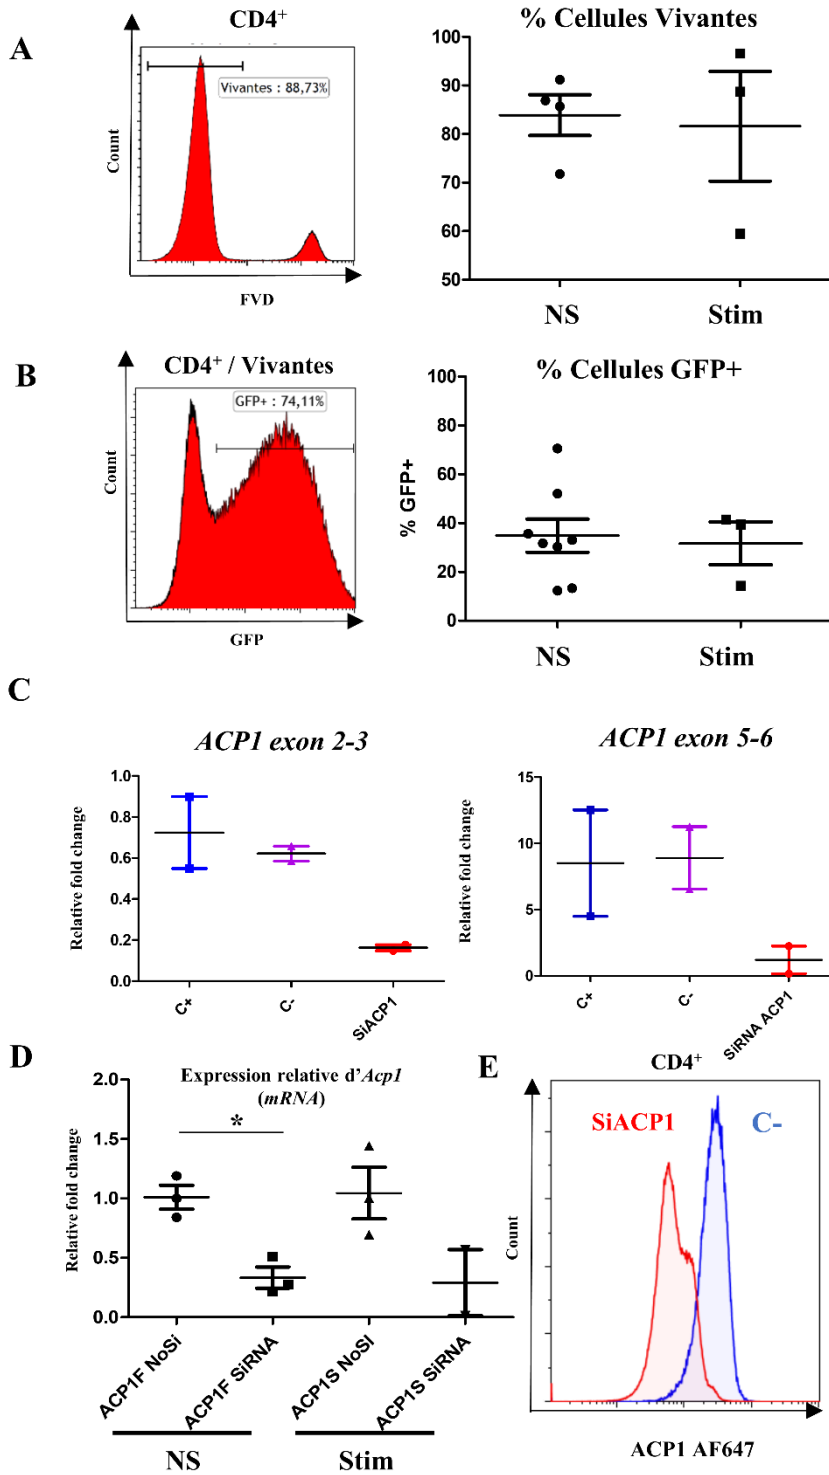 A
CD4+
Vivantes : 88,73%
Count
FVD
% Cellules Vivantes
100
90
80
70
60
50
NS
Stim
B
CD4+ / Vivantes
GFP+ : 74,11%
Count
GFP
% Cellules GFP+
% GFP+
100
80
60
40
20
0
NS
Stim
C
ACP1 exon 2-3
Relative fold change
1.0
0.8
0.6
0.4
0.2
0.0
C+
C-
SiACP1
ACP1 exon 5-6
Relative fold change
15
10
5
0
C+
C-
SiRNA ACP1
D
Expression relative d'Acp1
(mRNA)
Relative fold change
2.0
1.5
1.0
0.5
0.0
*
ACP1F NoSi
ACP1F SiRNA
ACP1S NoSI
ACP1S SiRNA
NS
Stim
E
CD4+
SiACP1
C-
Count
ACP1 AF647